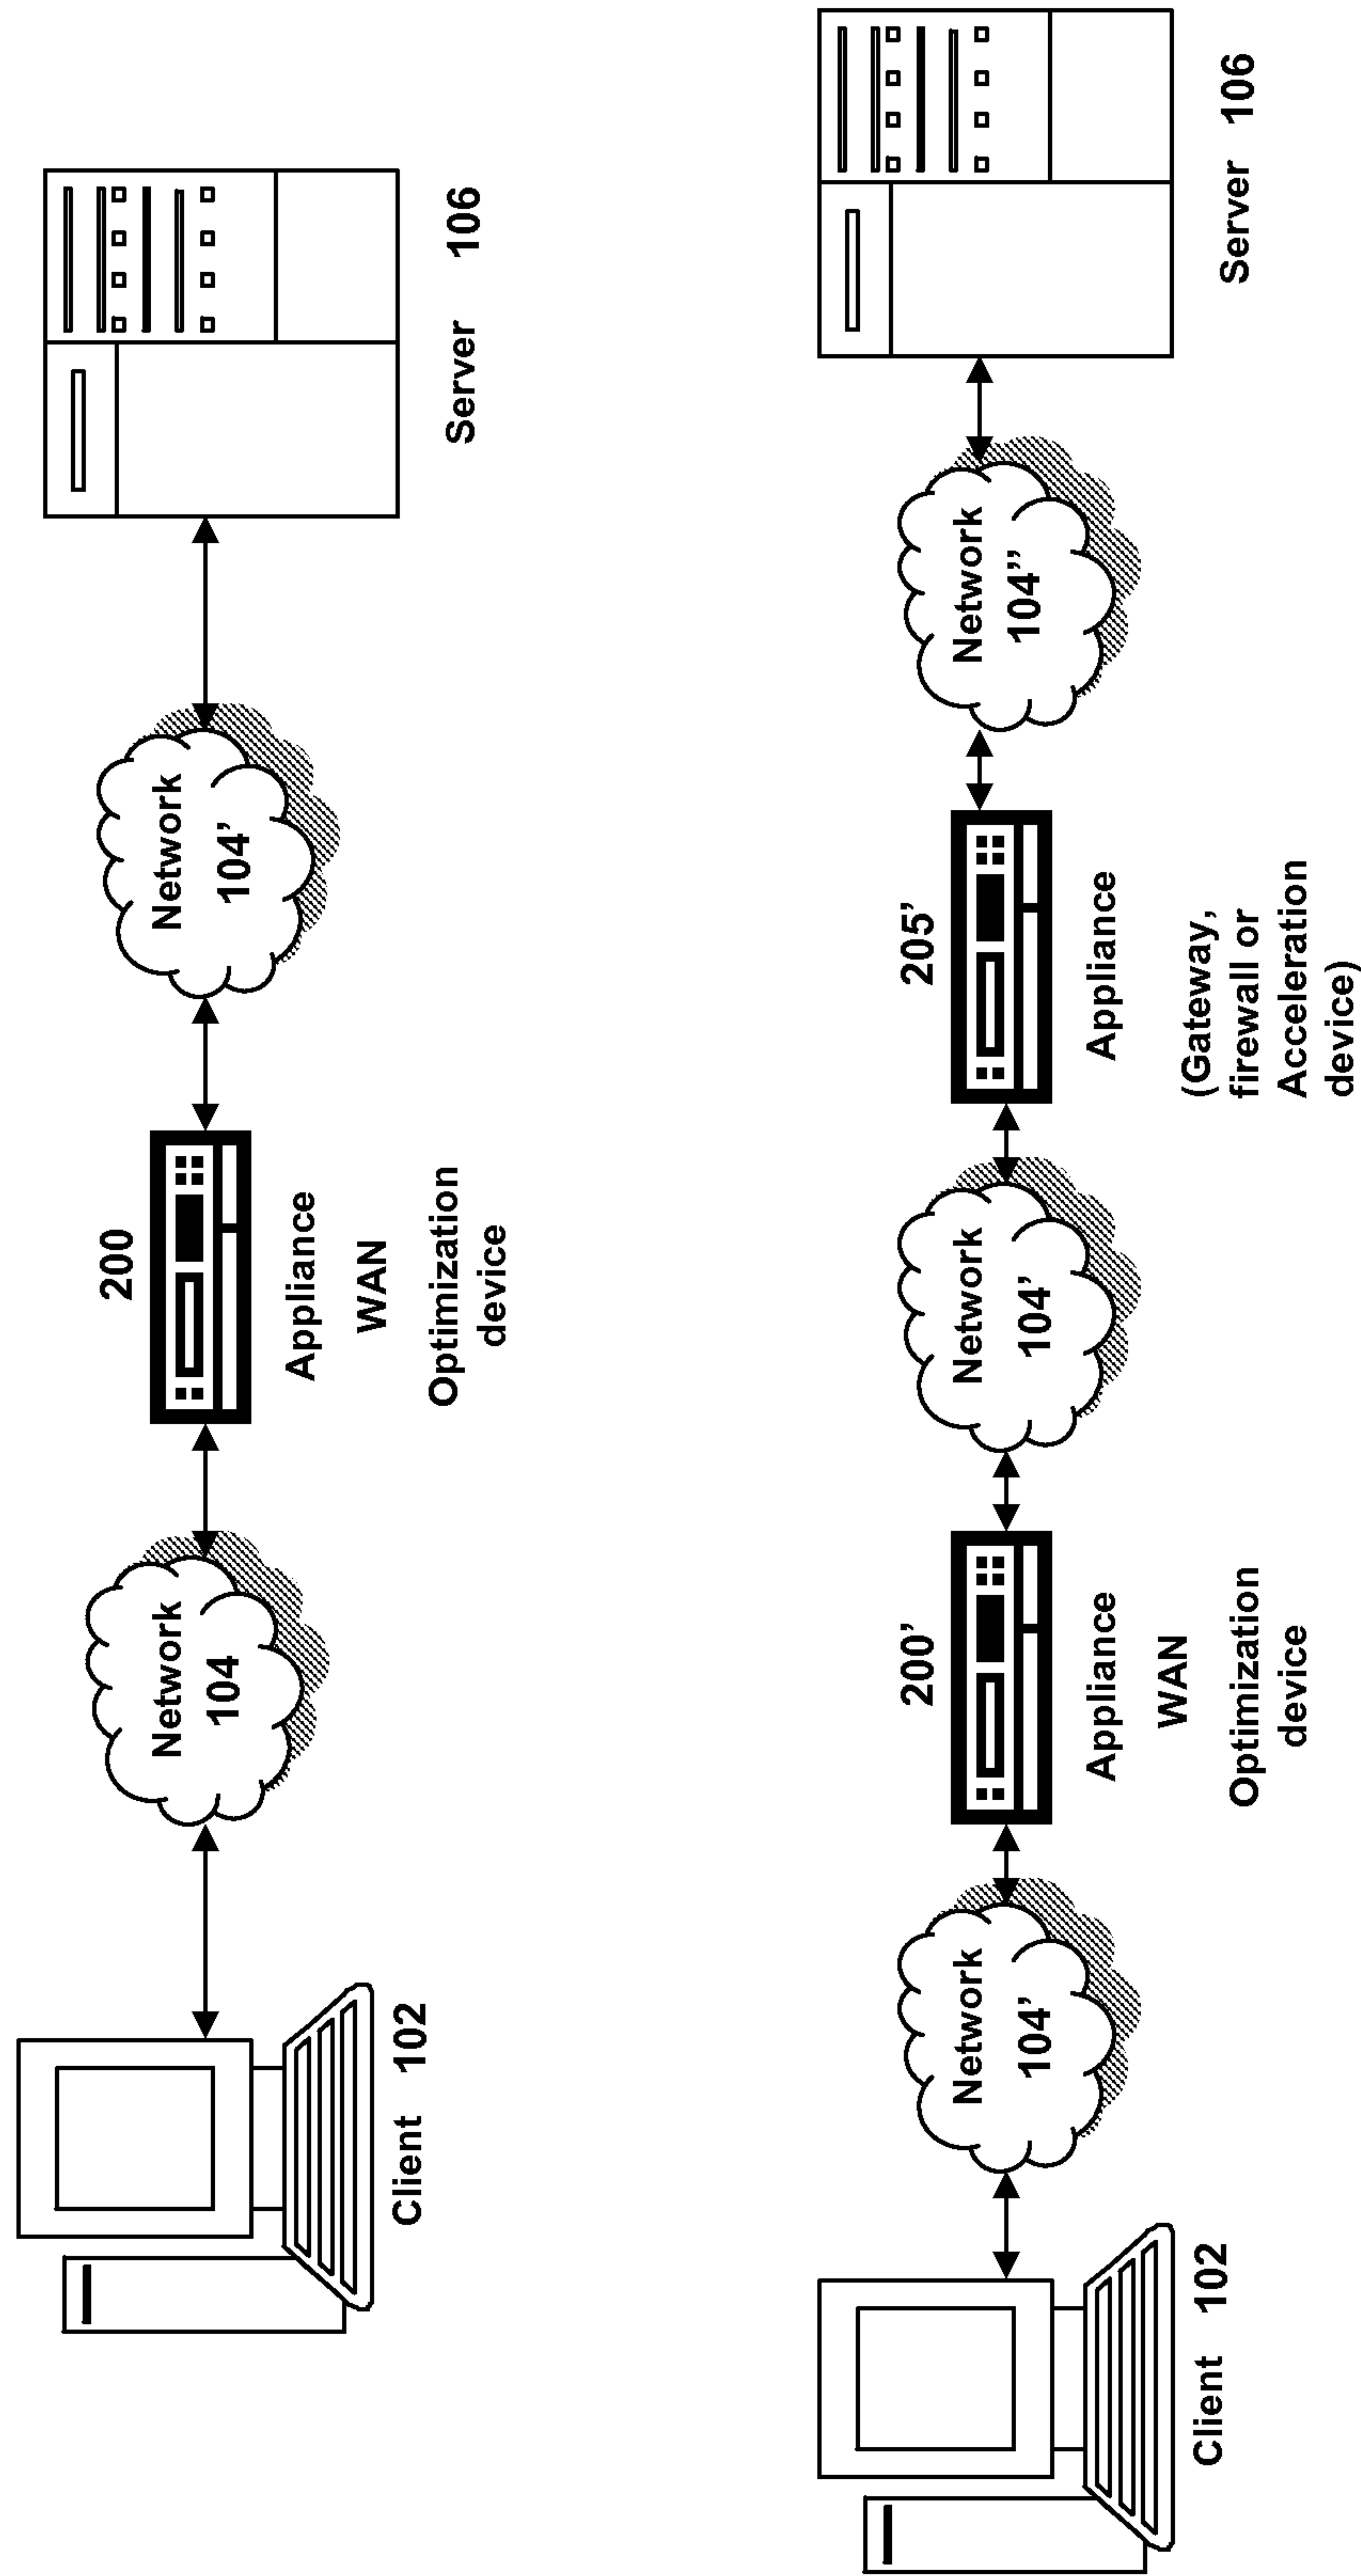 200
Network
104
Network
104’
Client 102
Appliance
WAN
Optimization
device
Server 106
200’
205’
Network
104’
Network
104’
Network
104’’
Client 102
Appliance
WAN
Optimization
device
Appliance
(Gateway,
firewall or
Acceleration
device)
Server 106